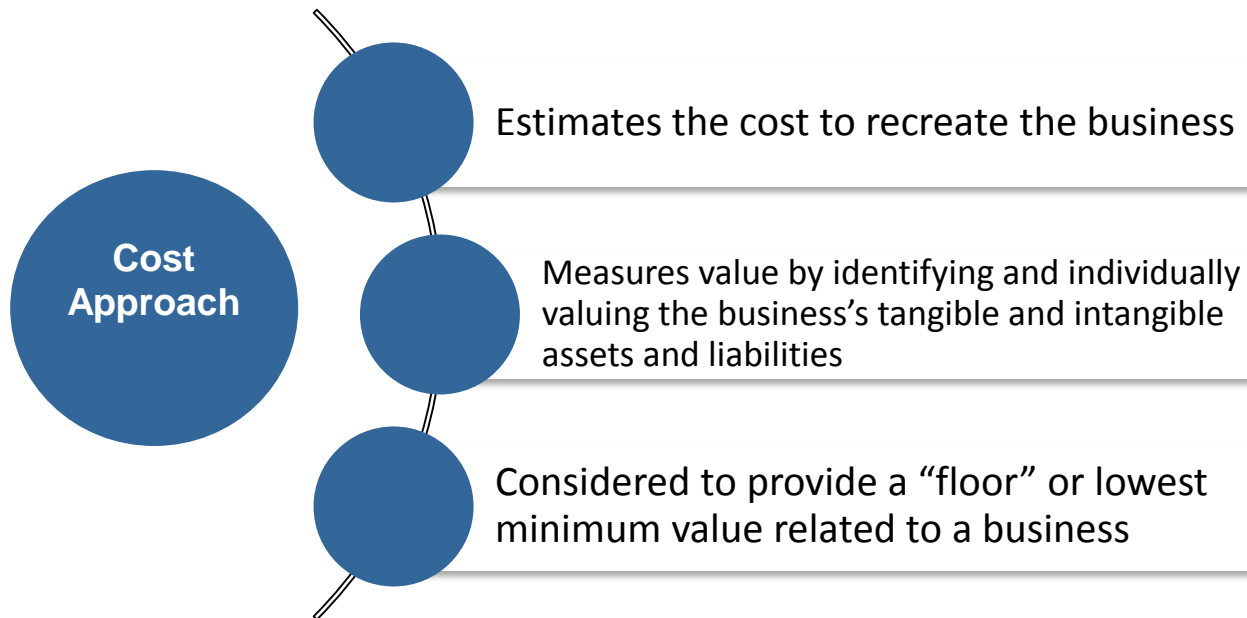 Cost
Approach
Estimates the cost to recreate the business
Measures value by identifying and individually
valuing the business’s tangible and intangible
assets and liabilities
Considered to provide a “floor” or lowest
minimum value related to a business